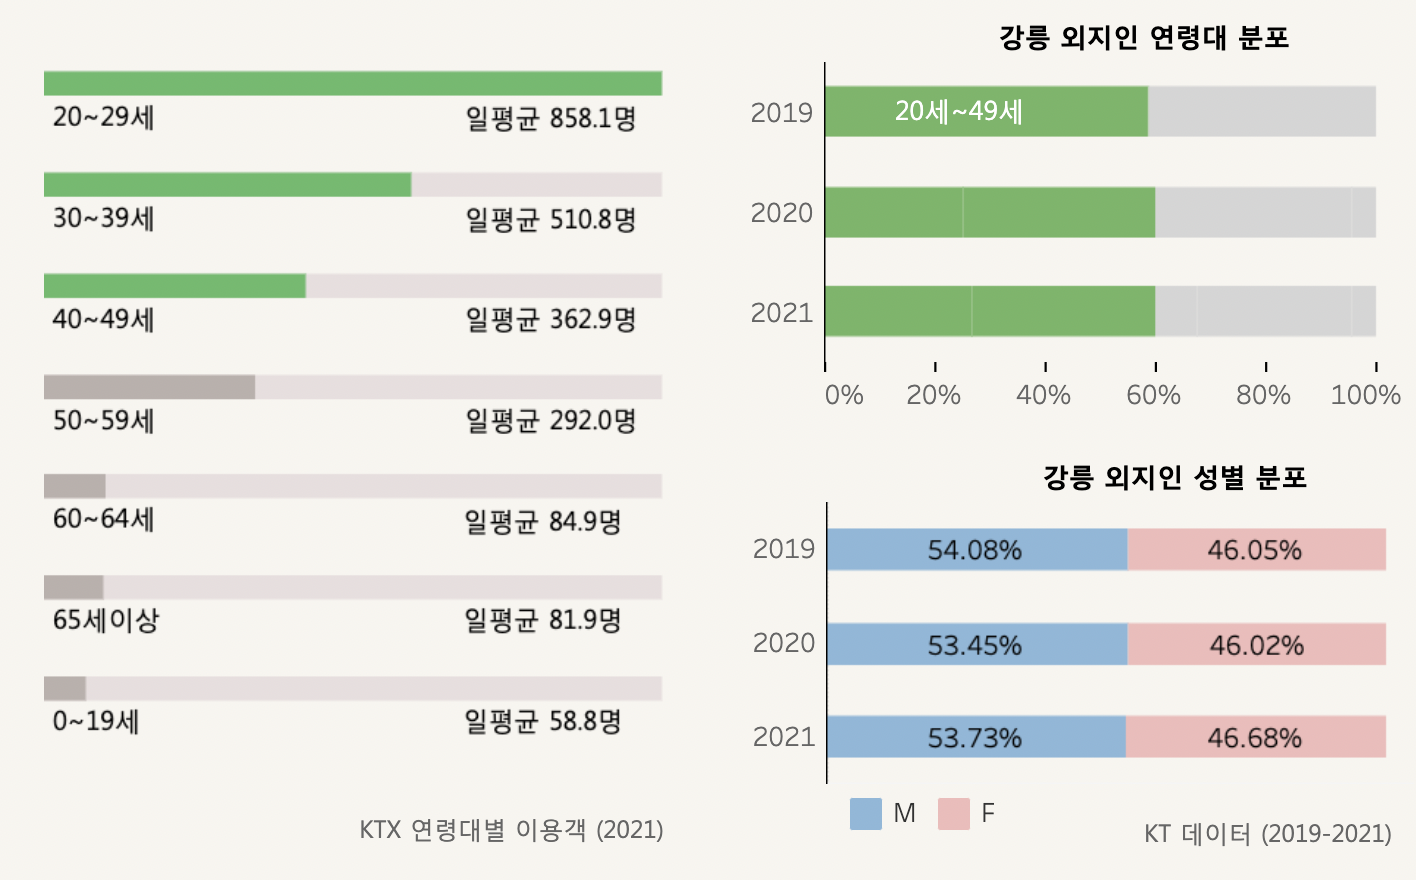 20~29세 일평균 858.1명
30~39세 일평균 510.8명
40~49세 일평균 362.9명
50~59세 일평균 292.0명
60~64세 일평균 84.9명
65세이상 일평균 81.9명
0~19세 일평균 58.8명
KTX 연령대별 이용객 (2021)
강릉 외지인 연령대 분포
2019 20세~49세
2020
2021
0% 20% 40% 60% 80% 100%
강릉 외지인 성별 분포
2019 54.08% 46.05%
2020 53.45% 46.02%
2021 53.73% 46.68%
M F
KT 데이터 (2019-2021)